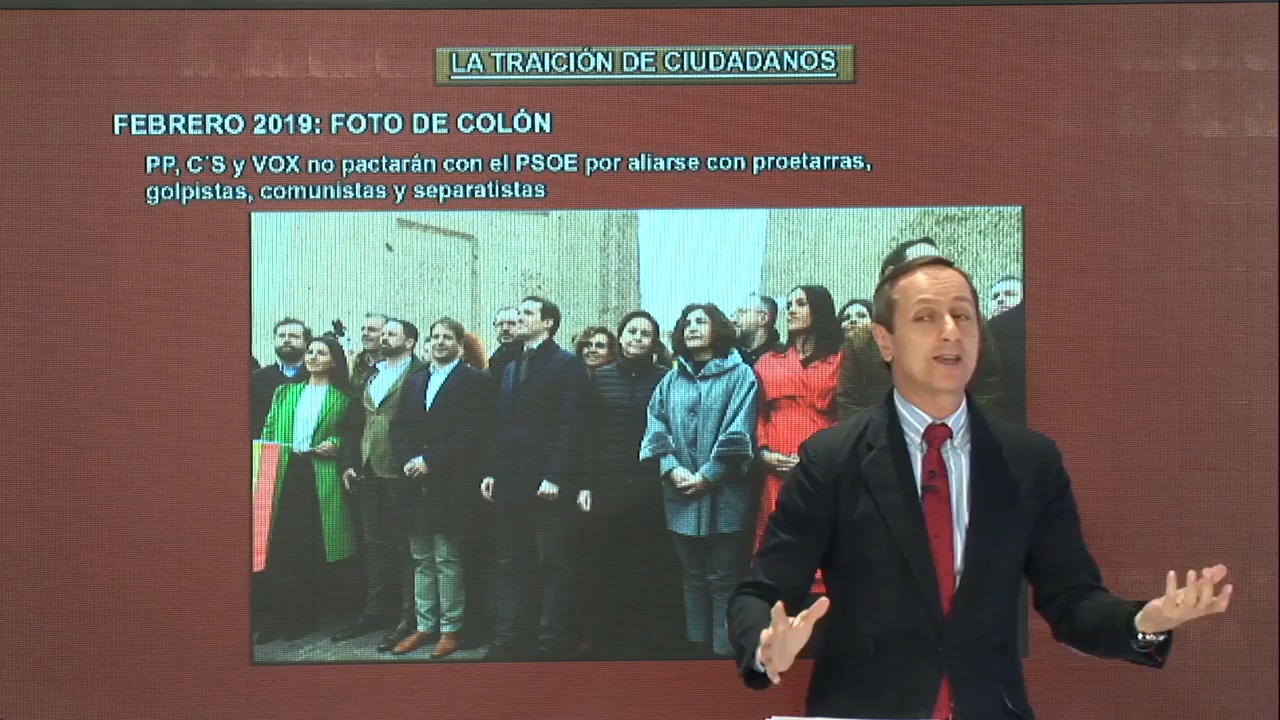 LA TRAICIÓN DE CIUDADANOS
FEBRERO 2019: FOTO DE COLÓN
PP, C´S y VOX no pactarán con el PSOE por aliarse con proetarras,
golpistas, comunistas y separatistas